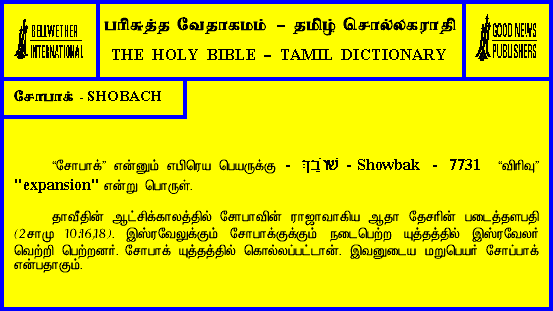 BELLWETHER
INTERNATIONAL
பரிசுத்த வேதாகமம் – தமிழ் சொல்லகராதி
THE HOLY BIBLE – TAMIL DICTIONARY
GOOD NEWS
PUBLISHERS
சோபாக் - SHOBACH
“சோபாக்” என்னும் எபிரெய பெயருக்கு - שׁוֹבָךְ - Showbak - 7731 “விரிவு”
"expansion" என்று பொருள்.
தாவீதின் ஆட்சிக்காலத்தில் சோபாவின் ராஜாவாகிய ஆதா தேசரின் படைத்தளபதி
(2சாமு 10:16,18). இஸ்ரவேலுக்கும் சோபாக்குக்கும் நடைபெற்ற யுத்தத்தில் இஸ்ரவேலர்
வெற்றி பெற்றனர். சோபாக் யுத்தத்தில் கொல்லப்பட்டான். இவனுடைய மறுபெயர் சோப்பாக்
என்பதாகும்.